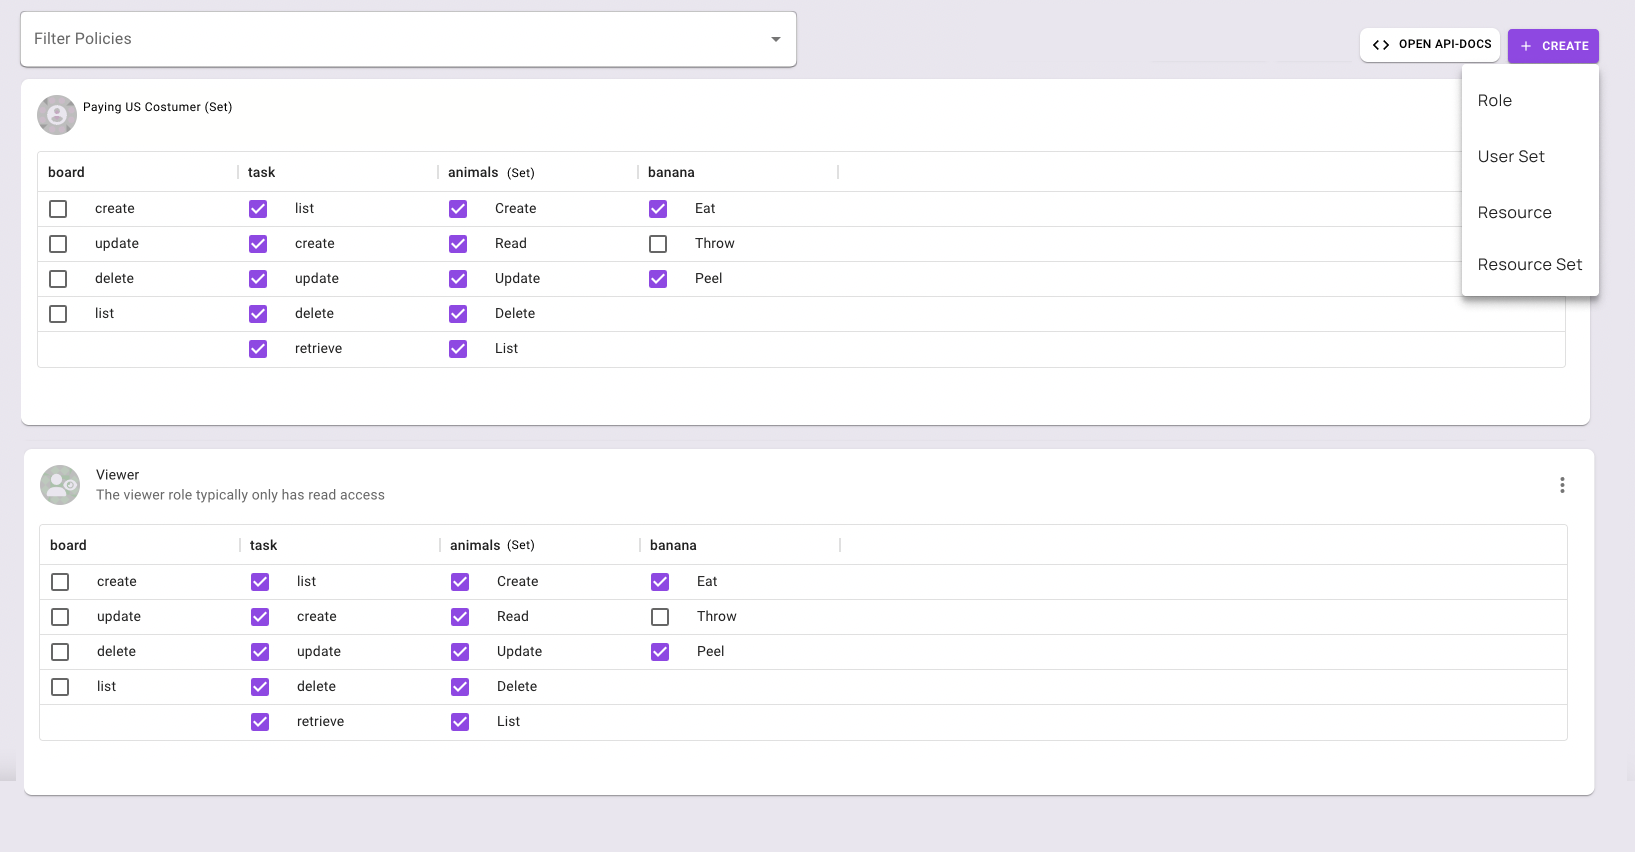 Filter Policies
OPEN API-DOCS
+ CREATE
Role
User Set
Resource
Resource Set
Paying US Costumer (Set)
board task animals (Set) banana
create list Create Eat
update create Read Throw
delete update Update Peel
list delete Delete
retrieve List
Viewer
The viewer role typically only has read access
board task animals (Set) banana
create list Create Eat
update create Read Throw
delete update Update Peel
list delete Delete
retrieve List